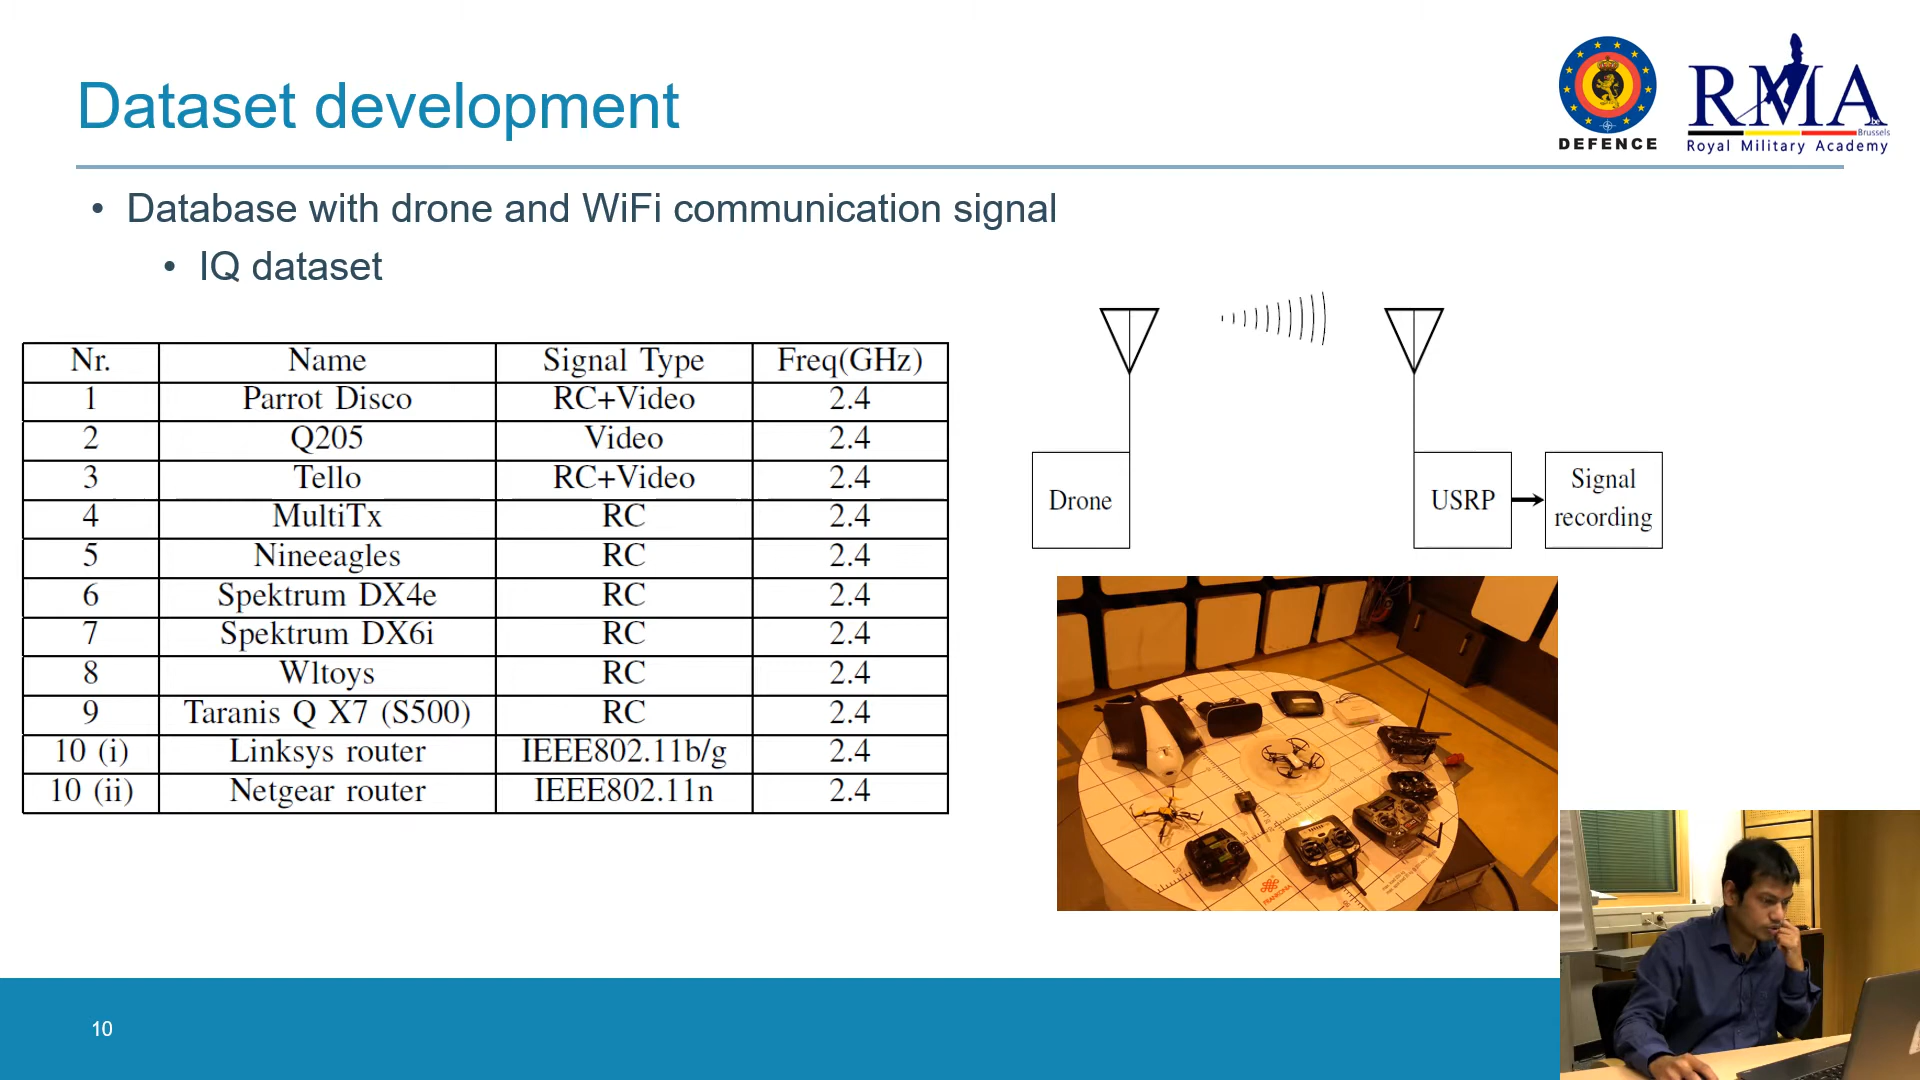 Dataset development
DEFENCE
RMA
.be
Brussels
Royal Military Academy
• Database with drone and WiFi communication signal
• IQ dataset
Nr. Name Signal Type Freq(GHz)
1 Parrot Disco RC+Video 2.4
2 Q205 Video 2.4
3 Tello RC+Video 2.4
4 MultiTx RC 2.4
5 Nineeagles RC 2.4
6 Spektrum DX4e RC 2.4
7 Spektrum DX6i RC 2.4
8 Wltoys RC 2.4
9 Taranis Q X7 (S500) RC 2.4
10 (i) Linksys router IEEE802.11b/g 2.4
10 (ii) Netgear router IEEE802.11n 2.4
Drone
USRP
Signal
recording
FRANKONIA
10